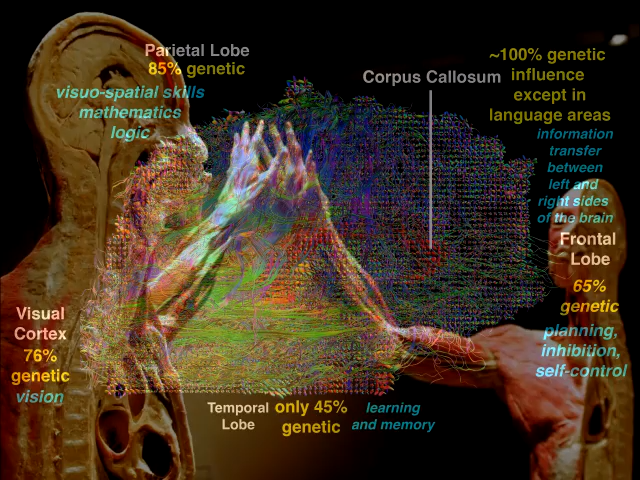 Parietal Lobe
85% genetic
visuo-spatial skills
mathematics
logic
Corpus Callosum
~100% genetic
influence
except in
language areas
information
transfer
between
left and
right sides
of the brain
Frontal
Lobe
65%
genetic
planning,
inhibition,
self-control
Visual
Cortex
76%
genetic
vision
Temporal
Lobe
only 45%
genetic
learning
and memory